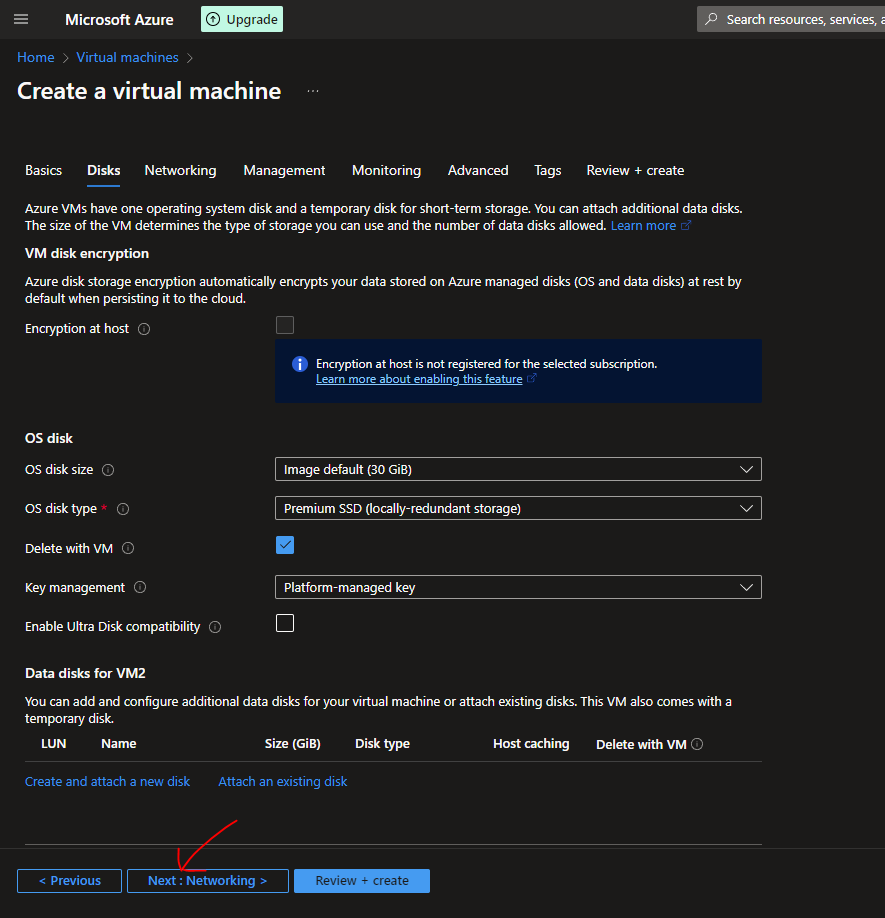 Microsoft Azure
Upgrade
Search resources, services, a
Home > Virtual machines >
Create a virtual machine ...
Basics Disks Networking Management Monitoring Advanced Tags Review + create
Azure VMs have one operating system disk and a temporary disk for short-term storage. You can attach additional data disks.
The size of the VM determines the type of storage you can use and the number of data disks allowed. Learn more
VM disk encryption
Azure disk storage encryption automatically encrypts your data stored on Azure managed disks (OS and data disks) at rest by
default when persisting it to the cloud.
Encryption at host
Encryption at host is not registered for the selected subscription.
Learn more about enabling this feature
OS disk
OS disk size Image default (30 GiB)
OS disk type * Premium SSD (locally-redundant storage)
Delete with VM
Key management Platform-managed key
Enable Ultra Disk compatibility
Data disks for VM2
You can add and configure additional data disks for your virtual machine or attach existing disks. This VM also comes with a
temporary disk.
LUN Name Size (GiB) Disk type Host caching Delete with VM
Create and attach a new disk Attach an existing disk
< Previous Next : Networking > Review + create